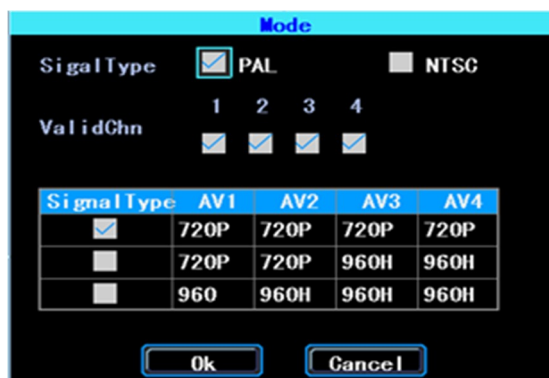 Mode
SigalType PAL NTSC
1 2 3 4
ValidChn
SignalType AV1 AV2 AV3 AV4
720P 720P 720P 720P
720P 720P 960H 960H
960 960H 960H 960H
Ok Cancel